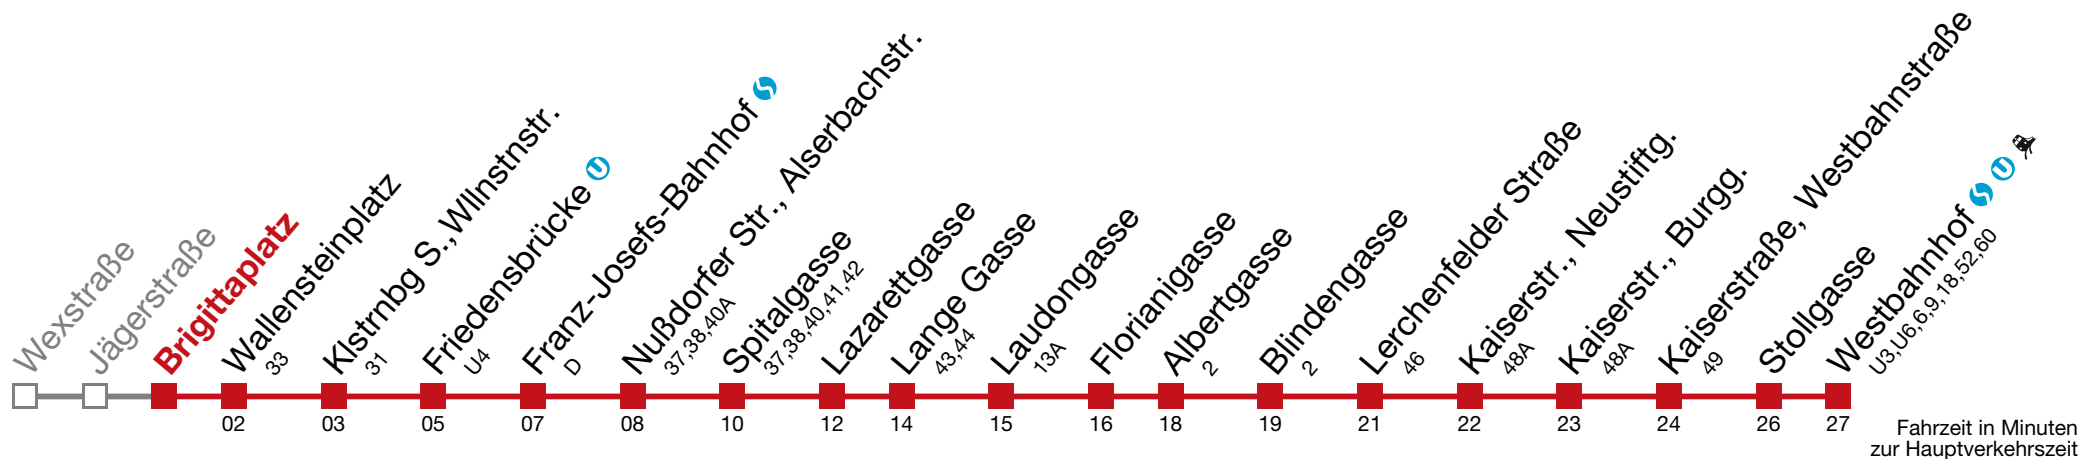 Wexstraße
Jägerstraße
Brigittaplatz
Wallensteinplatz
33
Klstrnbg S.,Wllnstnstr.
31
Friedensbrücke U
U4
Franz-Josefs-Bahnhof
D
Nußdorfer Str., Alserbachstr.
37,38,40A
Spitalgasse
37,38,40,41,42
Lazarettgasse
Lange Gasse
43,44
Laudongasse
13A
Florianigasse
Albertgasse
2
Blindengasse
2
Lerchenfelder Straße
46
Kaiserstr., Neustiftg.
48A
Kaiserstr., Burgg.
48A
Kaiserstraße, Westbahnstraße
49
Stollgasse
Westbahnhof U
U3,U6,6,9,18,52,60
02 03 05 07 08 10 12 14 15 16 18 19 21 22 23 24 26 27
Fahrzeit in Minuten
zur Hauptverkehrszeit